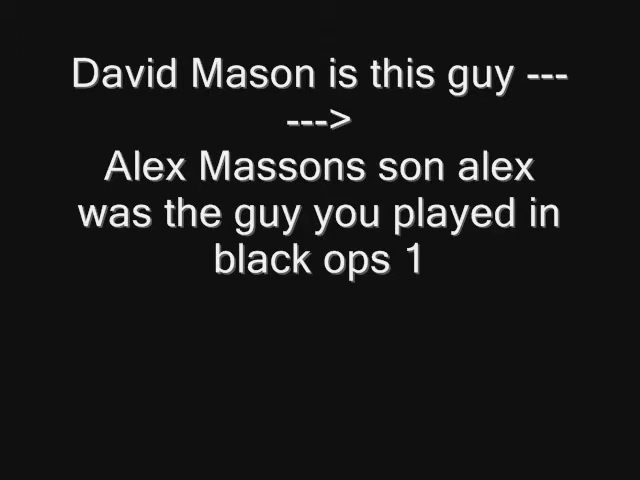 David Mason is this guy ---
--->
Alex Massons son alex
was the guy you played in
black ops 1